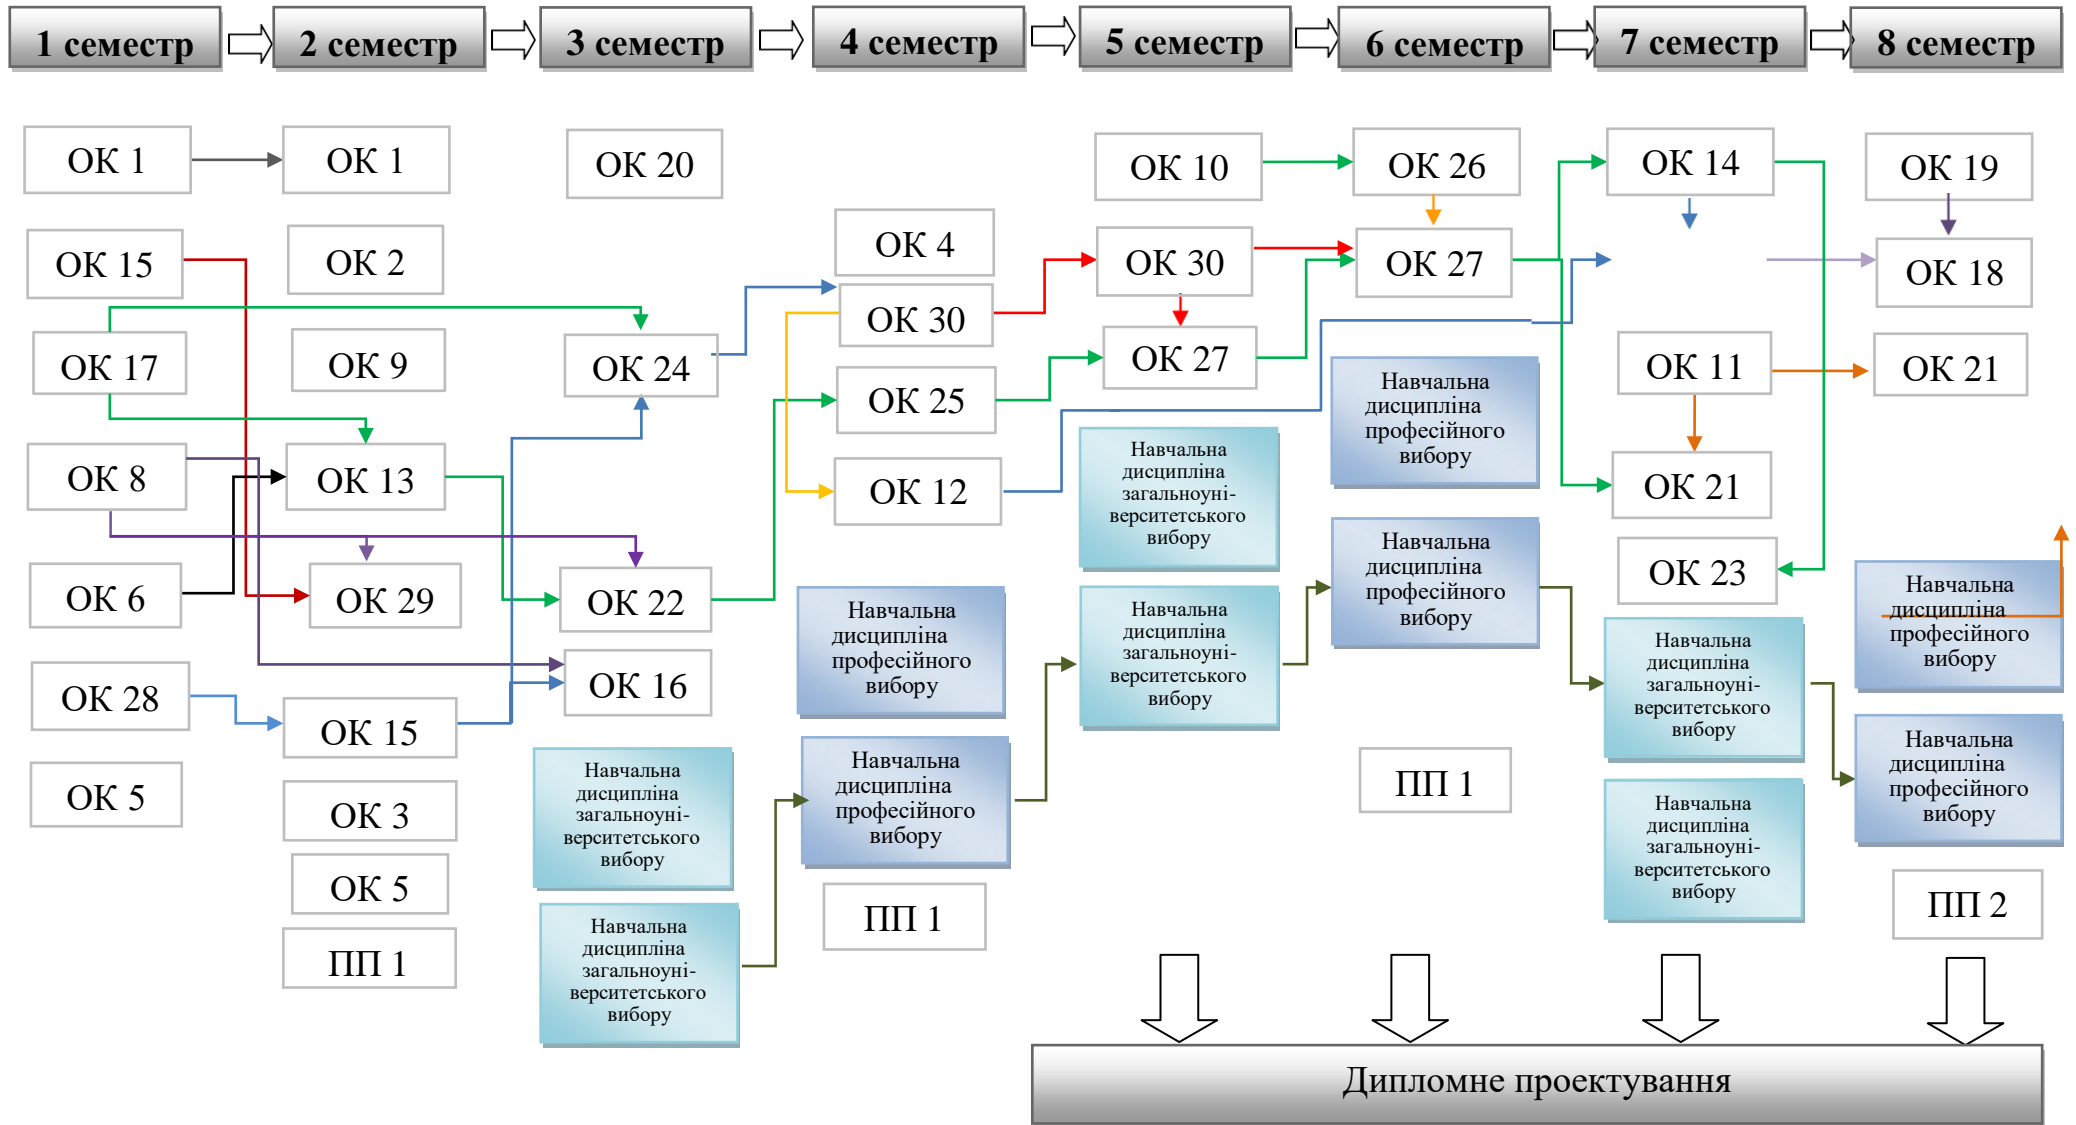 1 семестр
2 семестр
3 семестр
4 семестр
5 семестр
6 семестр
7 семестр
8 семестр
ОК 1
ОК 15
ОК 17
ОК 8
ОК 6
ОК 28
ОК 5
ОК 1
ОК 2
ОК 9
ОК 13
ОК 29
ОК 15
ОК 3
ОК 5
ПП 1
ОК 20
ОК 24
ОК 22
ОК 16
Навчальна
дисципліна
загальноуні-
верситетського
вибору
Навчальна
дисципліна
загальноуні-
верситетського
вибору
ОК 4
ОК 30
ОК 25
ОК 12
Навчальна
дисципліна
професійного
вибору
Навчальна
дисципліна
професійного
вибору
ПП 1
ОК 10
ОК 30
ОК 27
Навчальна
дисципліна
загальноуні-
верситетського
вибору
Навчальна
дисципліна
загальноуні-
верситетського
вибору
ОК 26
ОК 27
Навчальна
дисципліна
професійного
вибору
Навчальна
дисципліна
професійного
вибору
ПП 1
ОК 14
ОК 11
ОК 21
ОК 23
Навчальна
дисципліна
загальноуні-
верситетського
вибору
Навчальна
дисципліна
загальноуні-
верситетського
вибору
ОК 19
ОК 18
ОК 21
Навчальна
дисципліна
професійного
вибору
Навчальна
дисципліна
професійного
вибору
ПП 2
Дипломне проектування